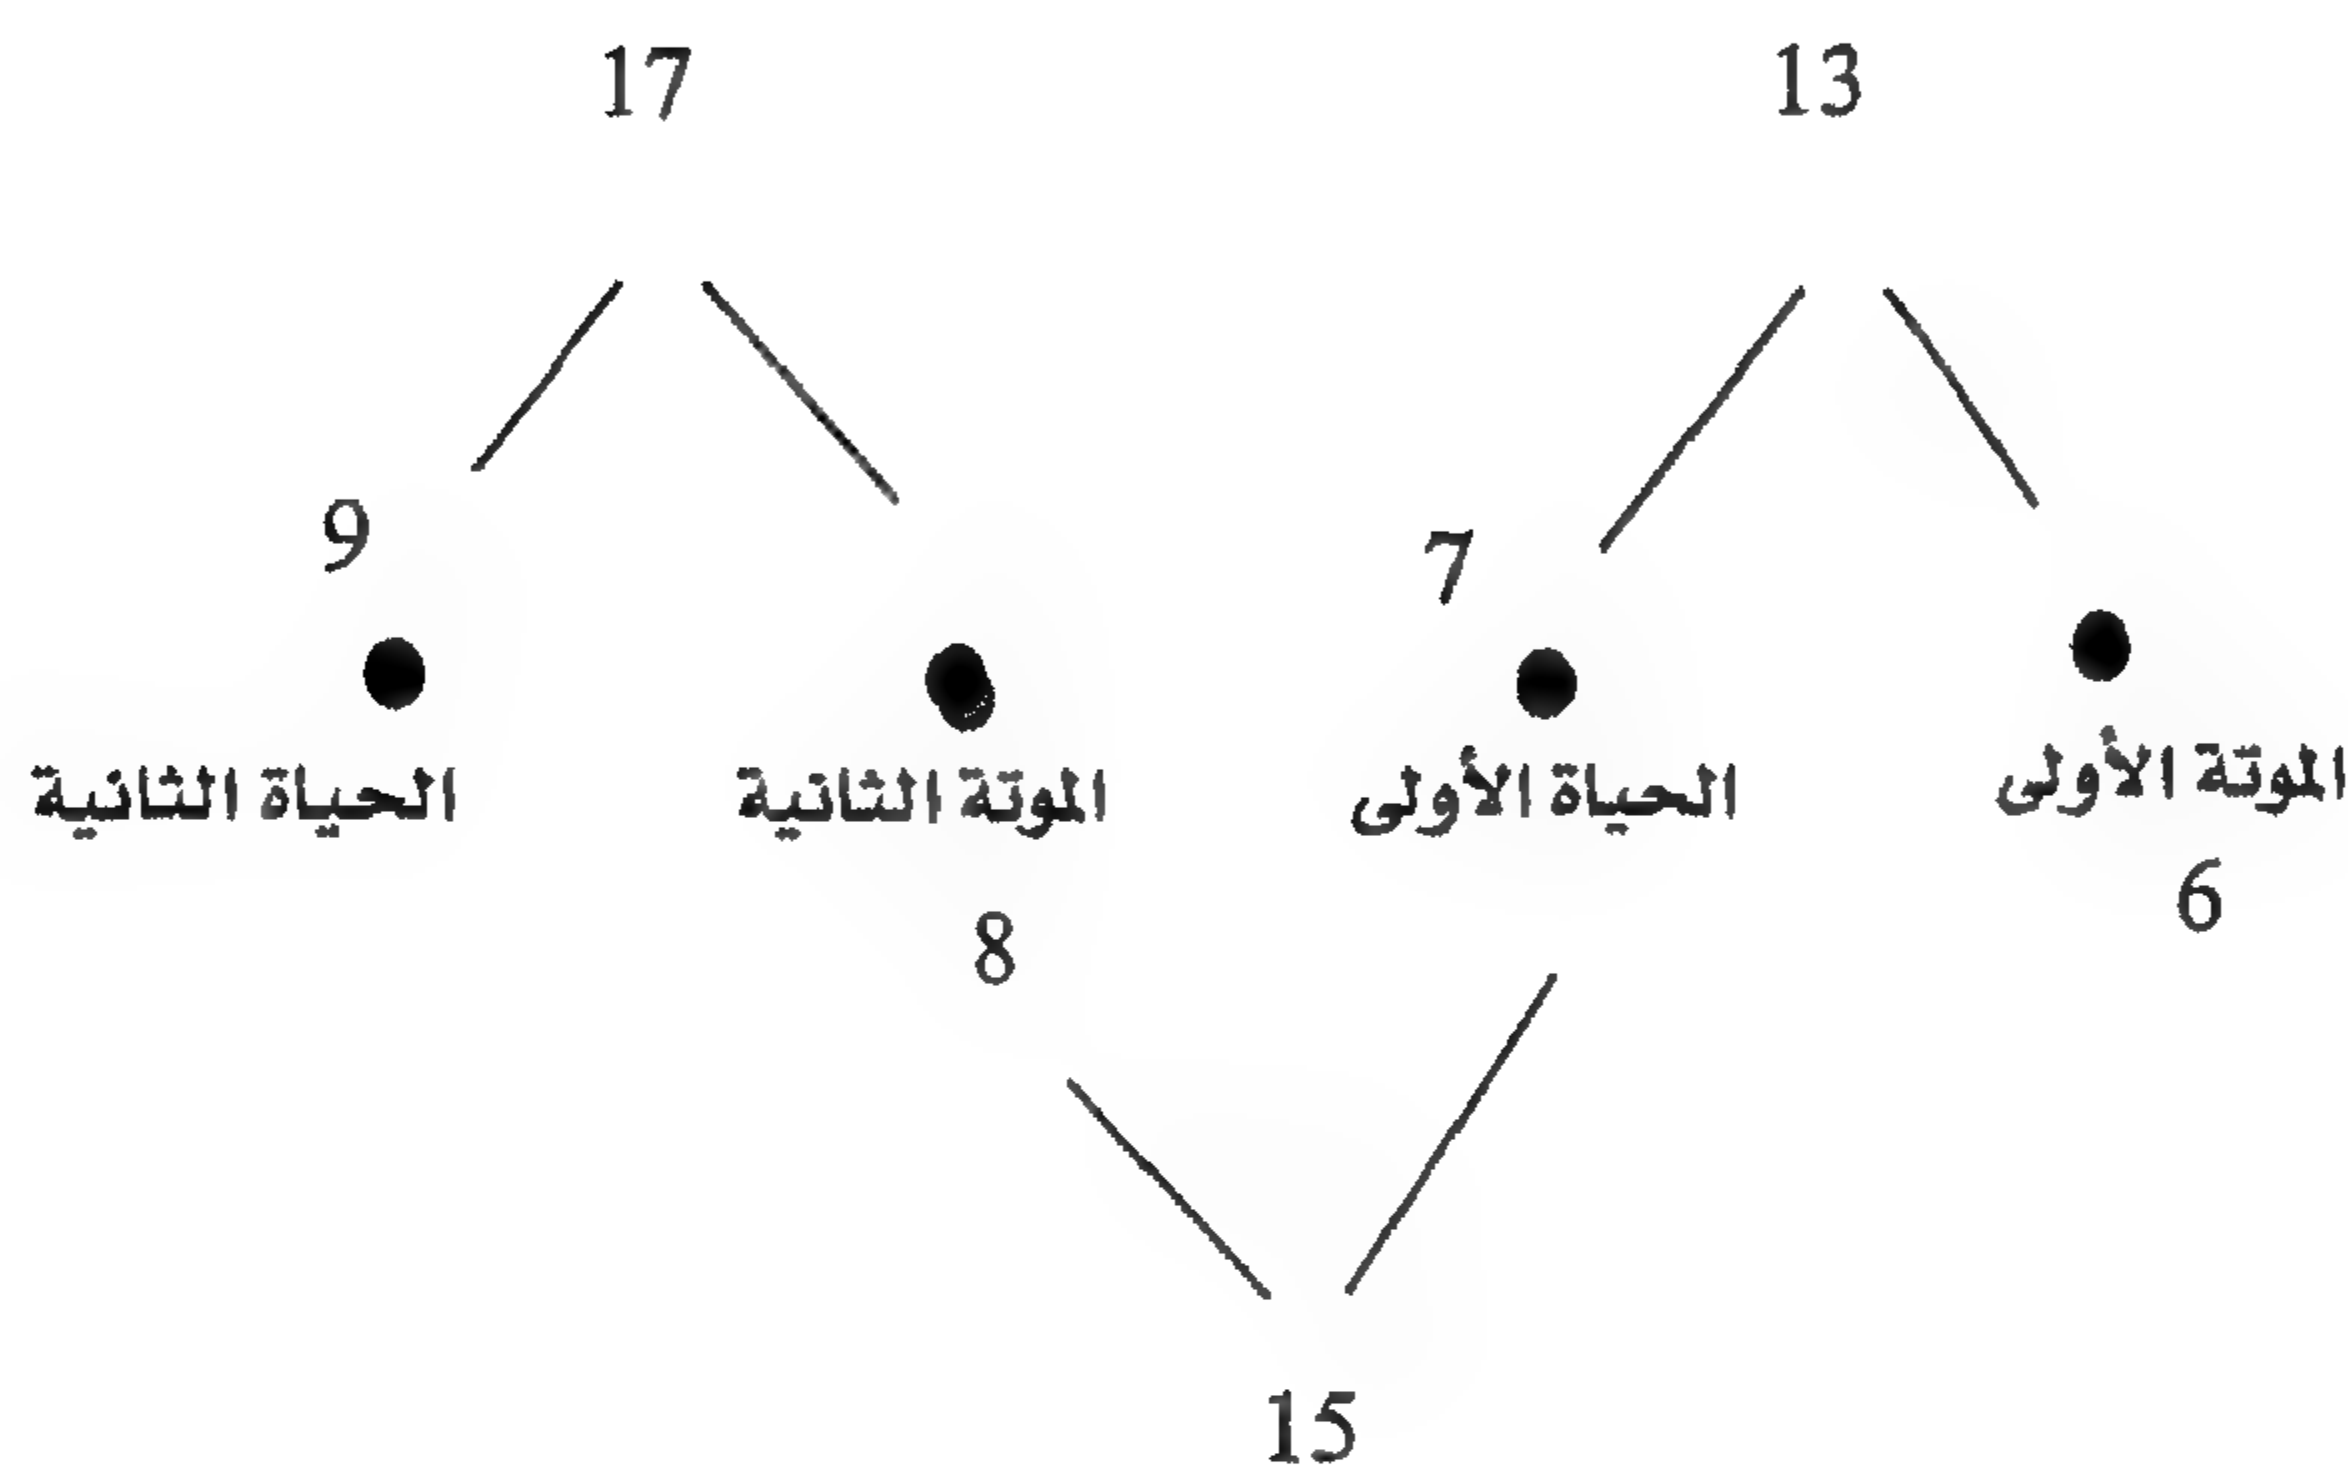 13 17
7 9
الموتة الأولى الحياة الأولى الموتة الثانية الحياة الثانية
6 8
15